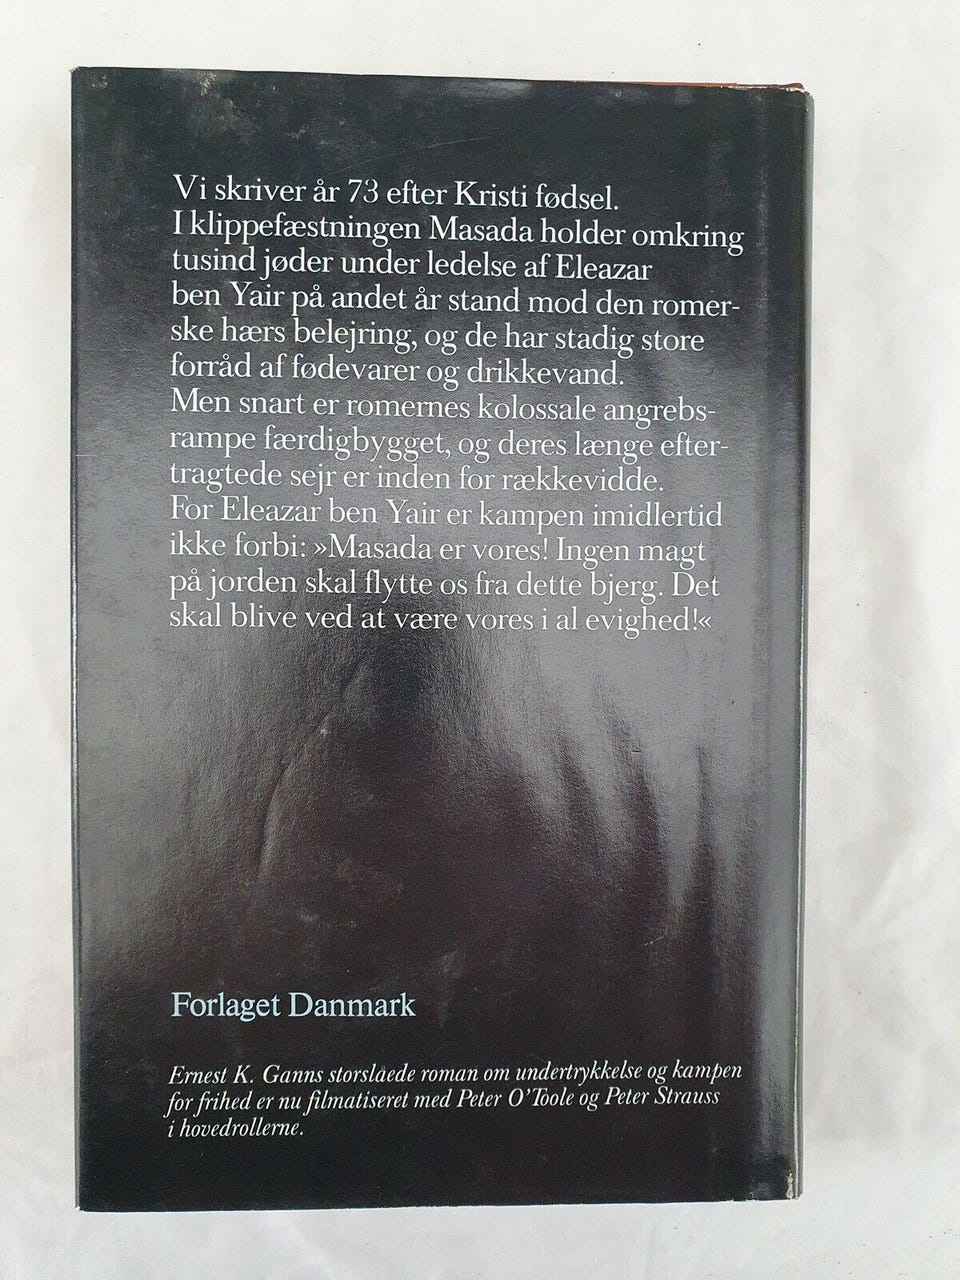 Vi skriver år 73 efter Kristi fødsel.
I klippefæstningen Masada holder omkring
tusind jøder under ledelse af Eleazar
ben Yair på andet år stand mod den romer-
ske hærs belejring, og de har stadig store
forråd af fødevarer og drikkevand.
Men snart er romernes kolossale angrebs-
rampe færdigbygget, og deres længe efter-
tragtede sejr er inden for rækkevidde.
For Eleazar ben Yair er kampen imidlertid
ikke forbi: »Masada er vores! Ingen magt
på jorden skal flytte os fra dette bjerg. Det
skal blive ved at være vores i al evighed!«
Forlaget Danmark
Ernest K. Ganns storslåede roman om undertrykkelse og kampen
for frihed er nu filmatiseret med Peter O'Toole og Peter Strauss
i hovedrollerne.